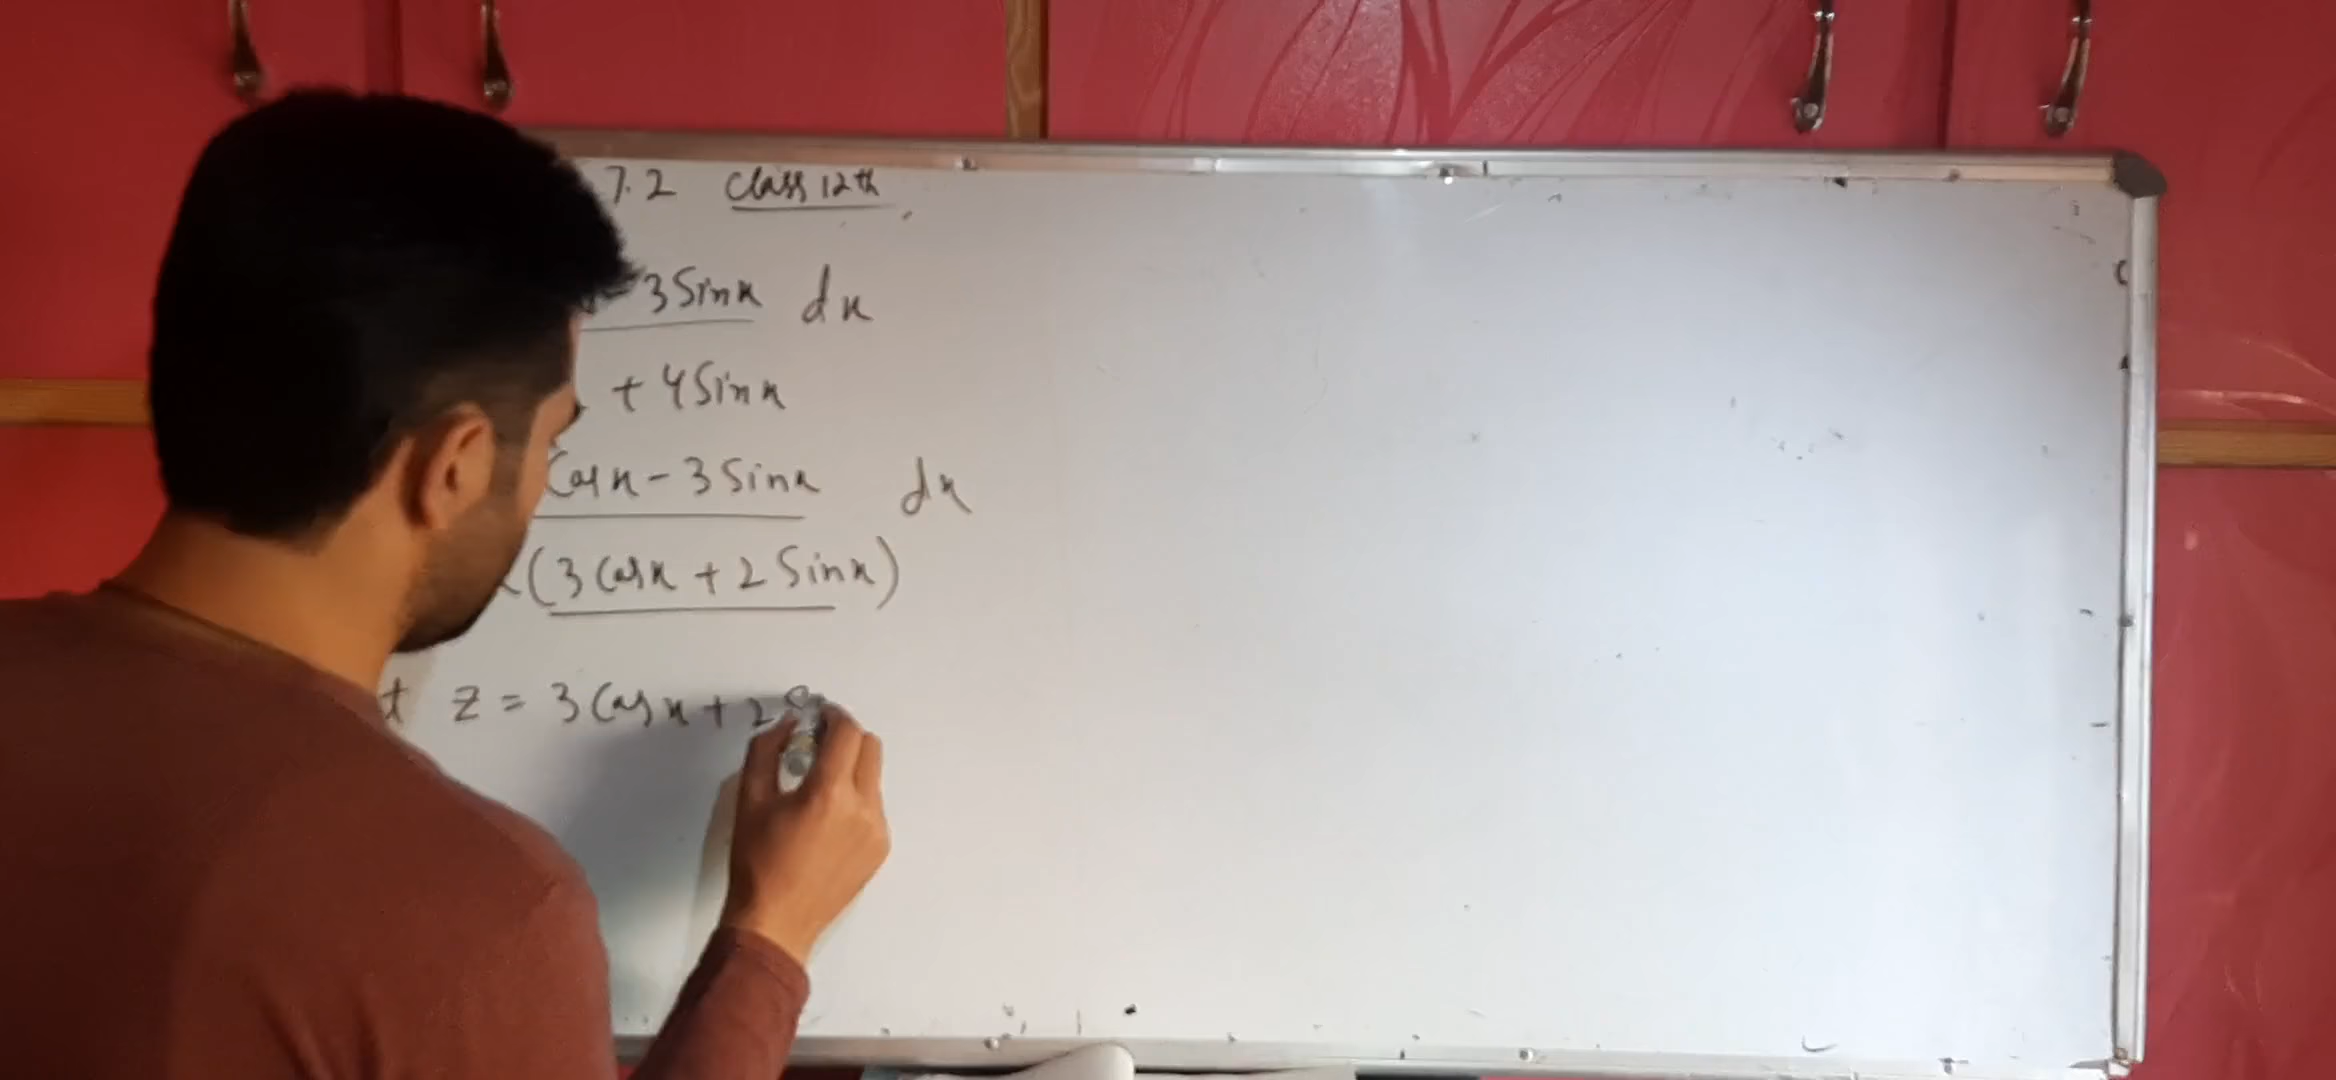 7.2 Class 12th
- 3 Sinx dx
+ 4 Sinx
Cosx - 3 Sinx dx
(3 Cosx + 2 Sinx)
z = 3 Cosx + 2